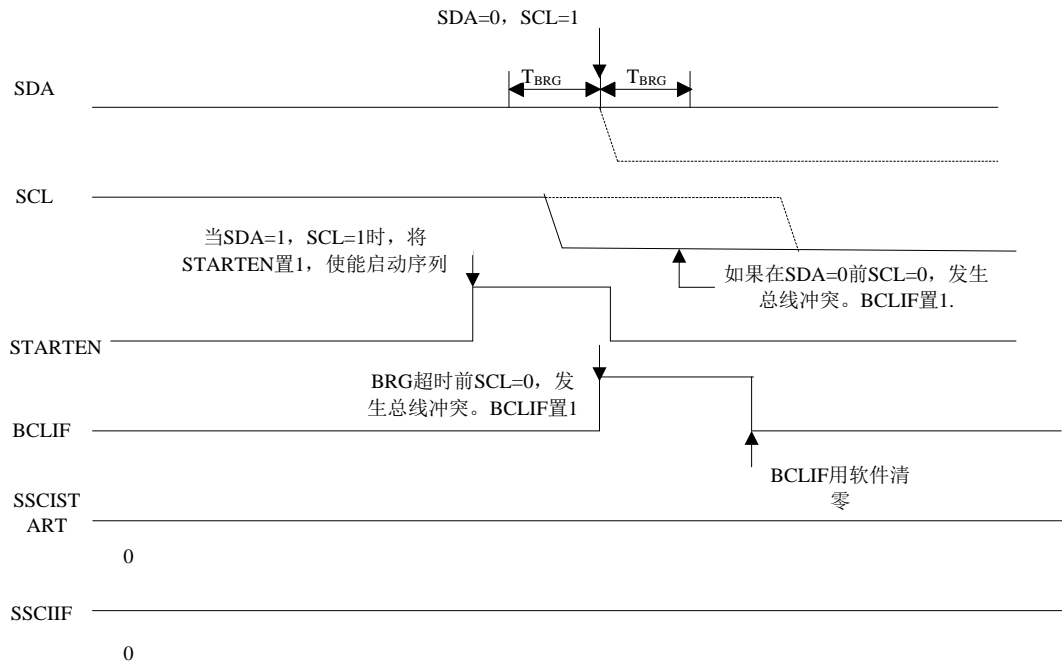 SDA=0，SCL=1
TBRG
TBRG
SDA
SCL
当SDA=1，SCL=1时，将
STARTEN置1，使能启动序列
如果在SDA=0前SCL=0，发生
总线冲突。BCLIF置1.
STARTEN
BRG超时前SCL=0，发
生总线冲突。BCLIF置1
BCLIF
BCLIF用软件清
零
SSCIST
ART
0
SSCIIF
0